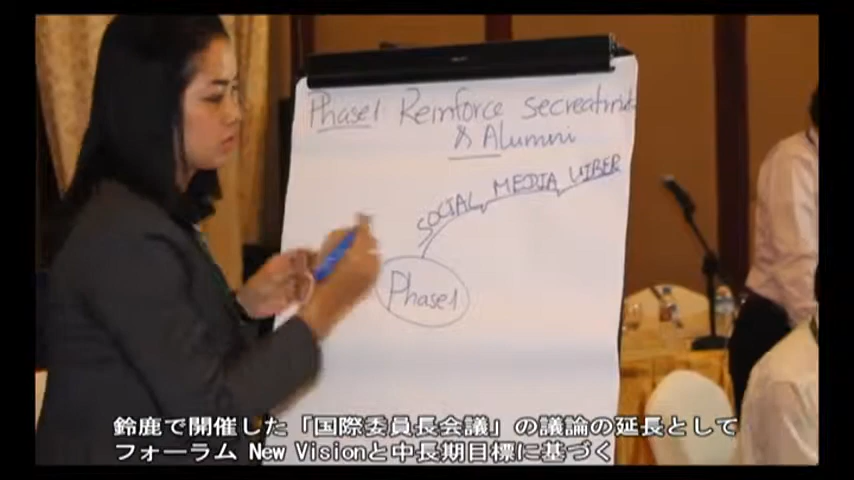 Phase1 Reinforce Secreatriate
& Alumni
SOCIAL MEDIA VIBER
Phase1
鈴鹿で開催した「国際委員長会議」の議論の延長として
フォーラム New Visionと中長期目標に基づく